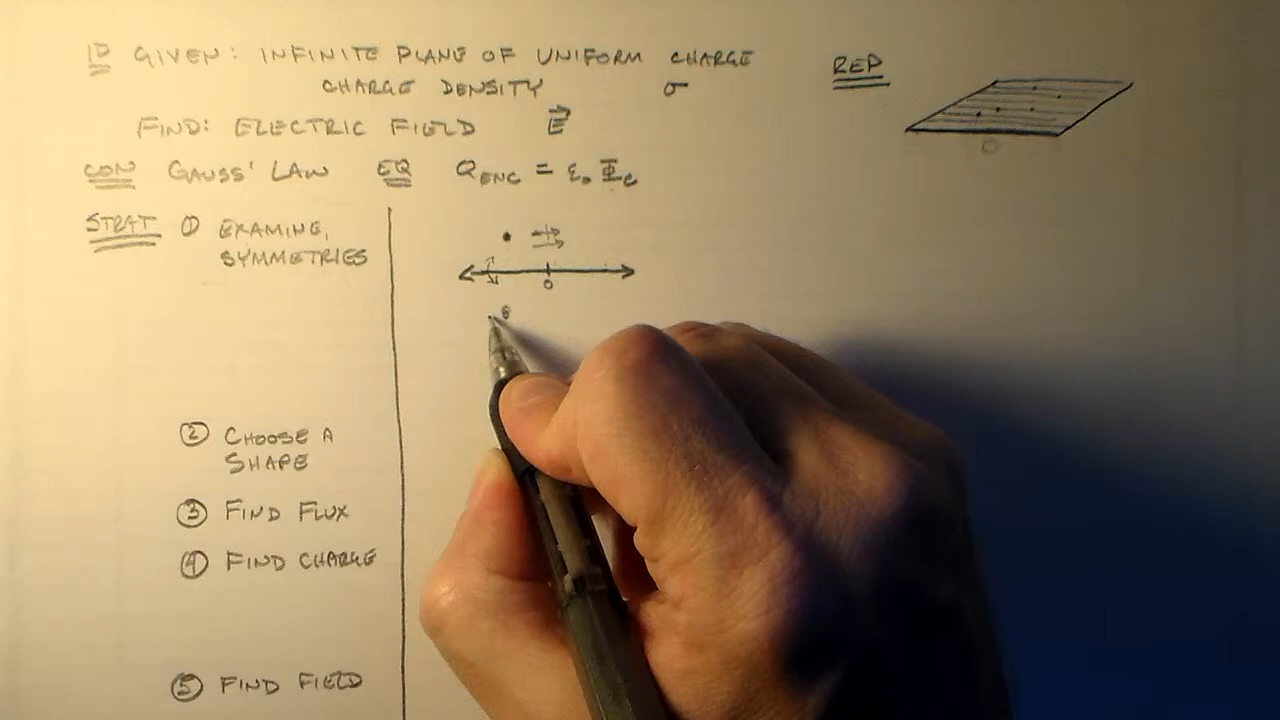 ID GIVEN: INFINITE PLANE OF UNIFORM CHARGE
CHARGE DENSITY σ
FIND: ELECTRIC FIELD E⃗
REP
CON GAUSS' LAW EQ Q_ENC = ε₀ Φ_e
STRAT ① EXAMINE, SYMMETRIES
0
② CHOOSE A
SHAPE
③ FIND FLUX
④ FIND CHARGE
⑤ FIND FIELD